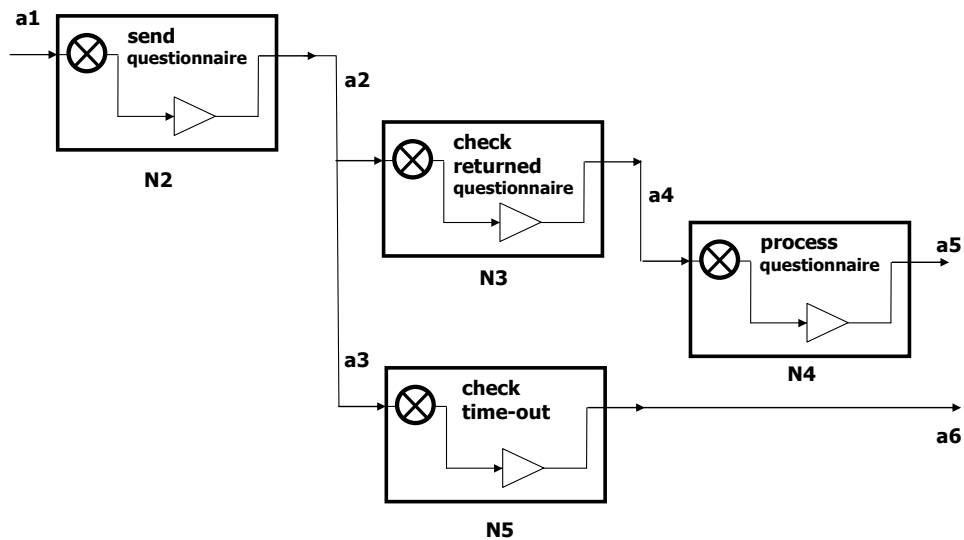 a1
send
questionnaire
N2
a2
check
returned
questionnaire
N3
a4
process
questionnaire
N4
a5
a3
check
time-out
N5
a6